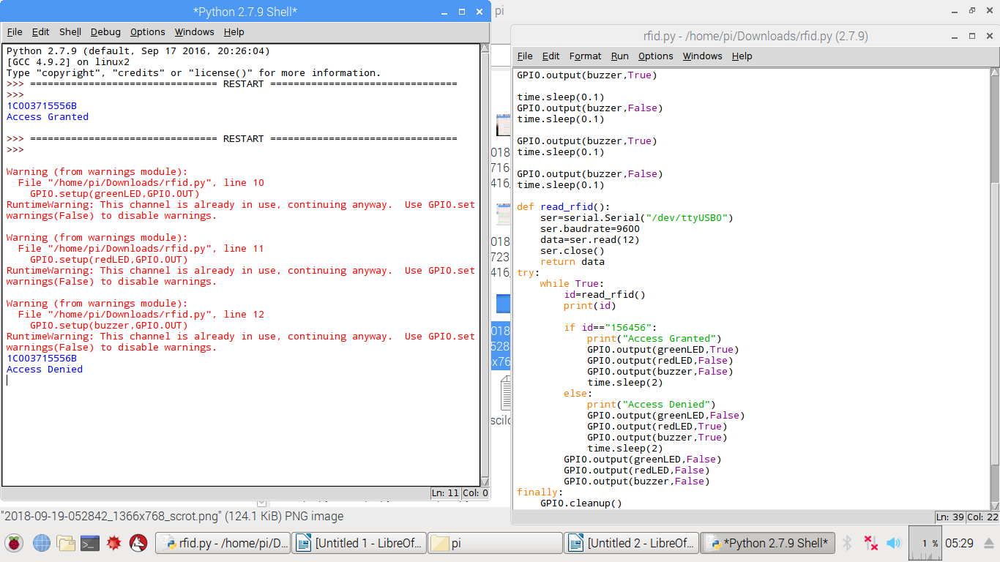 *Python 2.7.9 Shell*
File Edit Shell Debug Options Windows Help
Python 2.7.9 (default, Sep 17 2016, 20:26:04)
[GCC 4.9.2] on linux2
Type "copyright", "credits" or "license()" for more information.
>>> ================================ RESTART ================================
>>>
1C003715556B
Access Granted
>>> ================================ RESTART ================================
>>>
Warning (from warnings module):
File "/home/pi/Downloads/rfid.py", line 10
GPIO.setup(greenLED,GPIO.OUT)
RuntimeWarning: This channel is already in use, continuing anyway.  Use GPIO.set
warnings(False) to disable warnings.
Warning (from warnings module):
File "/home/pi/Downloads/rfid.py", line 11
GPIO.setup(redLED,GPIO.OUT)
RuntimeWarning: This channel is already in use, continuing anyway.  Use GPIO.set
warnings(False) to disable warnings.
Warning (from warnings module):
File "/home/pi/Downloads/rfid.py", line 12
GPIO.setup(buzzer,GPIO.OUT)
RuntimeWarning: This channel is already in use, continuing anyway.  Use GPIO.set
warnings(False) to disable warnings.
1C003715556B
Access Denied
Ln: 11 Col: 0
pi
018
716
416
018
723
416
018
528
x76
scilo
rfid.py - /home/pi/Downloads/rfid.py (2.7.9)
File Edit Format Run Options Windows Help
GPIO.output(buzzer,True)
time.sleep(0.1)
GPIO.output(buzzer,False)
time.sleep(0.1)
GPIO.output(buzzer,True)
time.sleep(0.1)
GPIO.output(buzzer,False)
time.sleep(0.1)
def read_rfid():
ser=serial.Serial("/dev/ttyUSB0")
ser.baudrate=9600
data=ser.read(12)
ser.close()
return data
try:
while True:
id=read_rfid()
print(id)
if id=="156456":
print("Access Granted")
GPIO.output(greenLED,True)
GPIO.output(redLED,False)
GPIO.output(buzzer,False)
time.sleep(2)
else:
print("Access Denied")
GPIO.output(greenLED,False)
GPIO.output(redLED,True)
GPIO.output(buzzer,True)
time.sleep(2)
GPIO.output(greenLED,False)
GPIO.output(redLED,False)
GPIO.output(buzzer,False)
finally:
GPIO.cleanup()
Ln: 39 Col: 22
"2018-09-19-052842_1366x768_scrot.png" (124.1 KiB) PNG image
rfid.py - /home/pi/D... [Untitled 1 - LibreOf... pi [Untitled 2 - LibreOf... *Python 2.7.9 Shell* 1 % 05:29